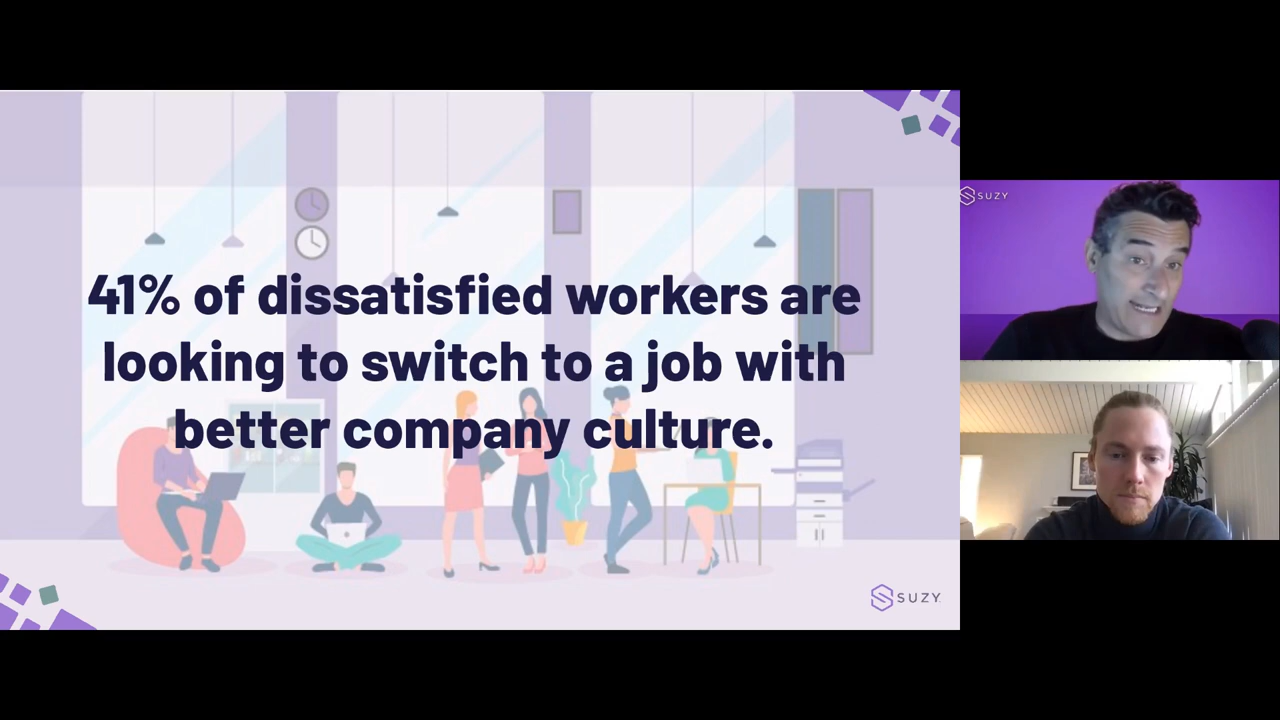 41% of dissatisfied workers are
looking to switch to a job with
better company culture.
SUZY
SUZY